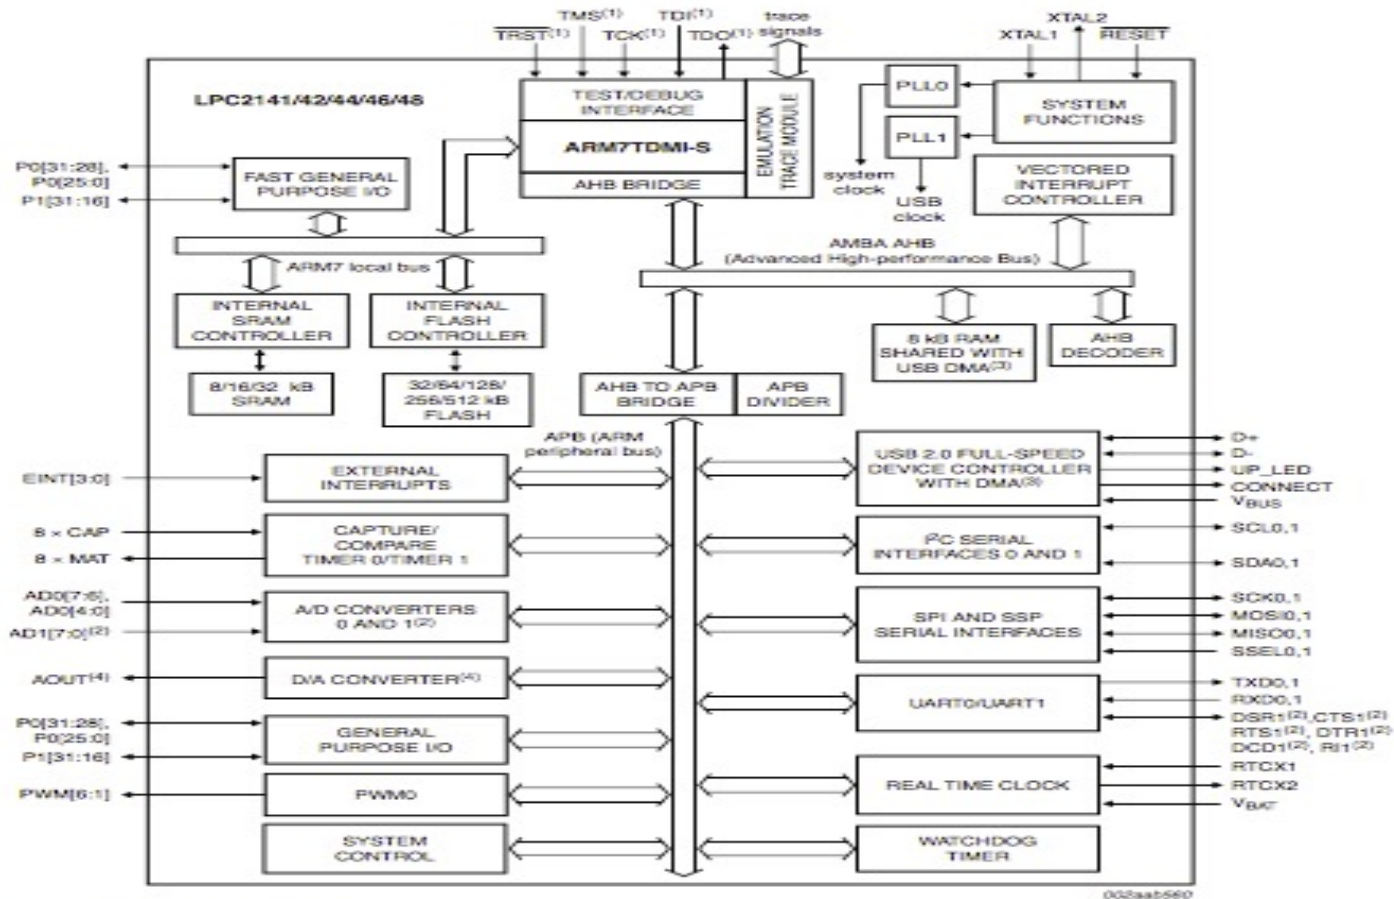 TMS(1) TDI(1) trace signals
TRST(1) TCK(1) TDO(1)
XTAL2
XTAL1 RESET
LPC2141/42/44/46/48
TEST/DEBUG
INTERFACE
ARM7TDMI-S
AHB BRIDGE
EMULATION
TRACE MODULE
PLL0
PLL1
SYSTEM
FUNCTIONS
system
clock
USB
clock
VECTORED
INTERRUPT
CONTROLLER
P0[31:28],
P0[25:0]
P1[31:16]
FAST GENERAL
PURPOSE I/O
ARM7 local bus
AMBA AHB
(Advanced High-performance Bus)
INTERNAL
SRAM
CONTROLLER
INTERNAL
FLASH
CONTROLLER
8/16/32 kB
SRAM
32/64/128/
256/512 kB
FLASH
8 kB RAM
SHARED WITH
USB DMA(3)
AHB
DECODER
AHB TO APB
BRIDGE
APB
DIVIDER
APB (ARM
peripheral bus)
EINT[3:0]
EXTERNAL
INTERRUPTS
8 × CAP
8 × MAT
CAPTURE/
COMPARE
TIMER 0/TIMER 1
AD0[7:6],
AD0[4:0]
AD1[7:0](2)
A/D CONVERTERS
0 AND 1(2)
AOUT(4)
D/A CONVERTER(4)
P0[31:28],
P0[25:0]
P1[31:16]
GENERAL
PURPOSE I/O
PWM[6:1]
PWM0
SYSTEM
CONTROL
USB 2.0 FULL-SPEED
DEVICE CONTROLLER
WITH DMA(3)
D+
D-
UP_LED
CONNECT
VBUS
I2C SERIAL
INTERFACES 0 AND 1
SCL0,1
SDA0,1
SPI AND SSP
SERIAL INTERFACES
SCK0,1
MOSI0,1
MISO0,1
SSEL0,1
UART0/UART1
TXD0,1
RXD0,1
DSR1(2),CTS1(2)
RTS1(2), DTR1(2)
DCD1(2), RI1(2)
REAL TIME CLOCK
RTCX1
RTCX2
VBAT
WATCHDOG
TIMER
002aab560